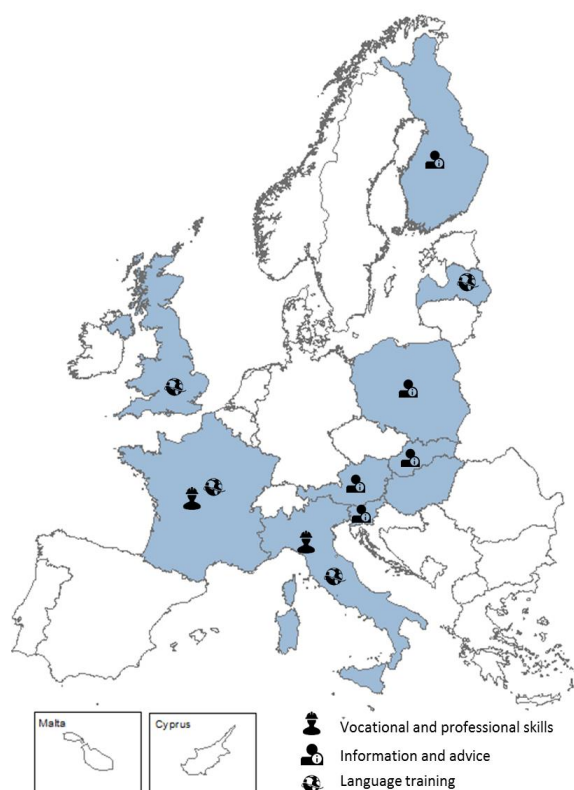 Malta
Cyprus
Vocational and professional skills
Information and advice
Language training